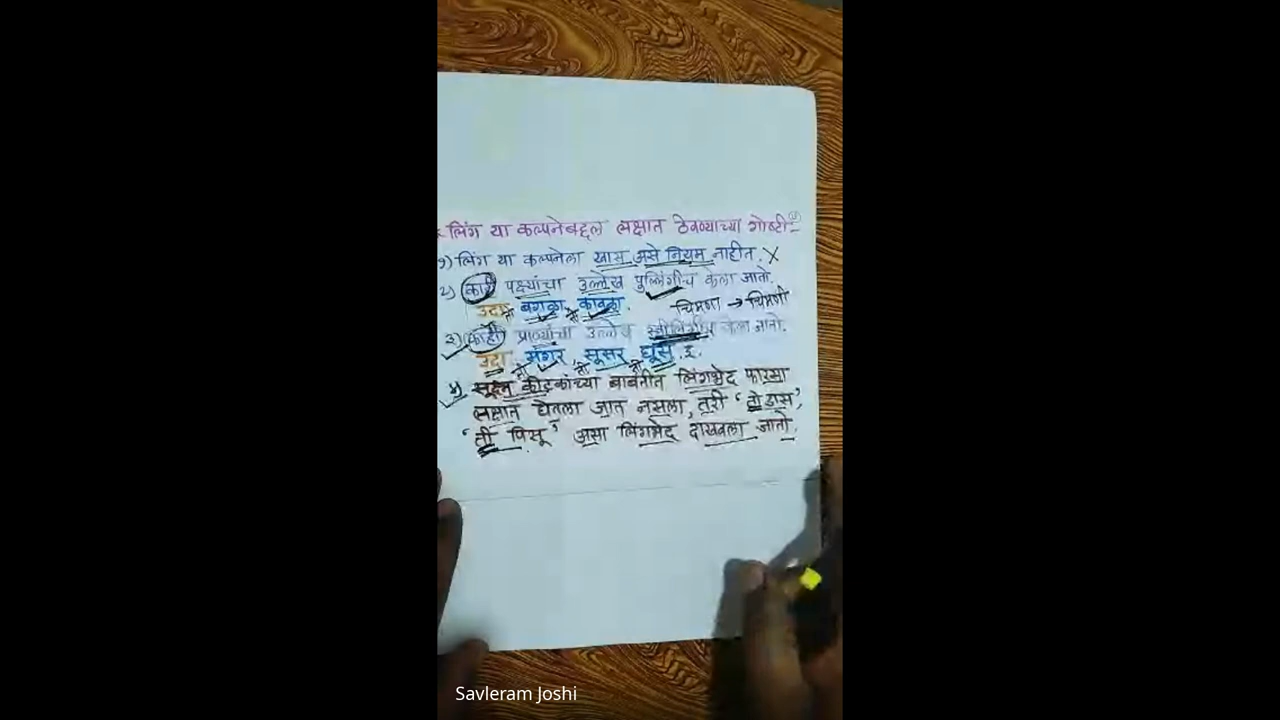 लिंग या कल्पनेबद्दल लक्षात ठेवण्याच्या गोष्टी:-
१) लिंग या कल्पनेला खास असे नियम नाहीत. X
२) काही पक्ष्यांचा उल्लेख पुल्लिंगीच केला जातो.
उदा बगळा, कावळा. चिमणा → चिमणी
३) काही प्राण्यांचा उल्लेख स्त्रीलिंगीच केला जातो.
उदा मगर, सूसर, घूस. इ.
४) सूक्ष्म कीटकांच्या बाबतीत लिंगभेद फारसा
लक्षात घेतला जात नसला, तरी 'तो डास',
'ती पिसू' असा लिंगभेद दाखवला जातो.
Savleram Joshi